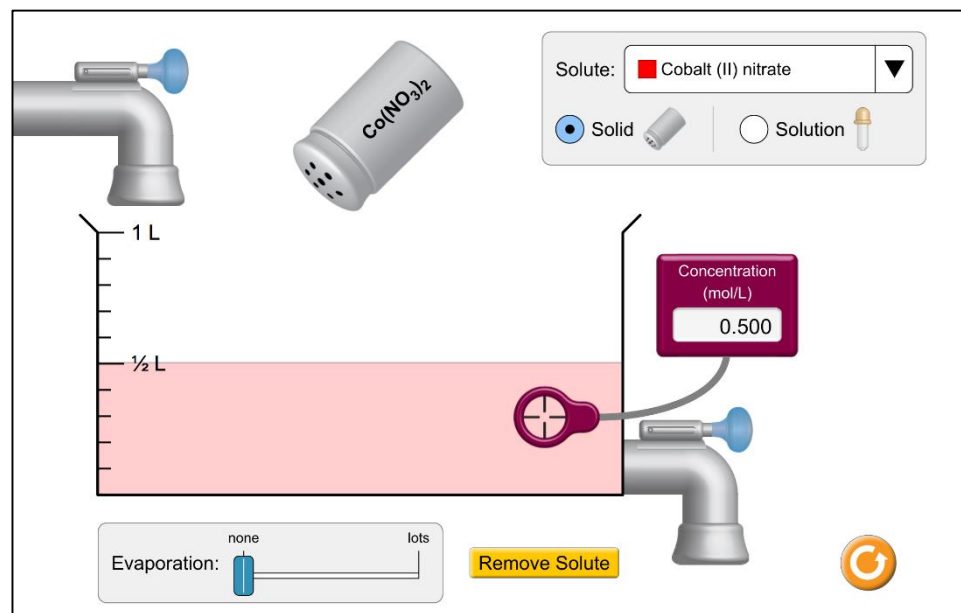 Solute: Cobalt (II) nitrate
Co(NO₃)₂
Solid
Solution
1 L
Concentration
(mol/L)
0.500
½ L
none
lots
Evaporation:
Remove Solute